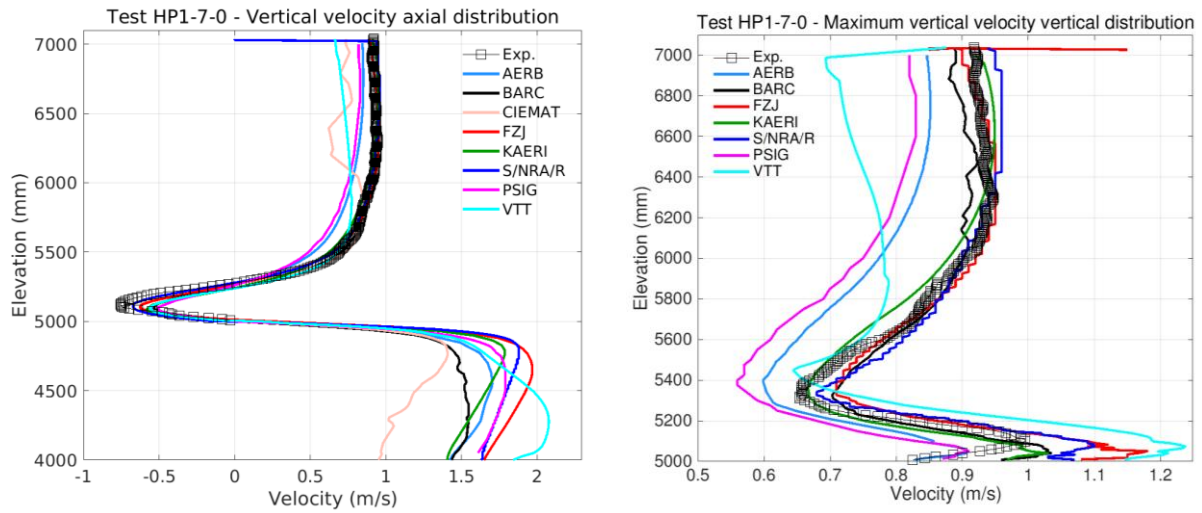 Test HP1-7-0 - Vertical velocity axial distribution
7000
6500
6000
5500
5000
4500
4000
Elevation (mm)
-1
-0.5
0
0.5
1
1.5
2
Velocity (m/s)
Exp.
AERB
BARC
CIEMAT
FZJ
KAERI
S/NRA/R
PSIG
VTT
Test HP1-7-0 - Maximum vertical velocity vertical distribution
7000
6800
6600
6400
6200
6000
5800
5600
5400
5200
5000
Elevation (mm)
0.5
0.6
0.7
0.8
0.9
1
1.1
1.2
Velocity (m/s)
Exp.
AERB
BARC
FZJ
KAERI
S/NRA/R
PSIG
VTT